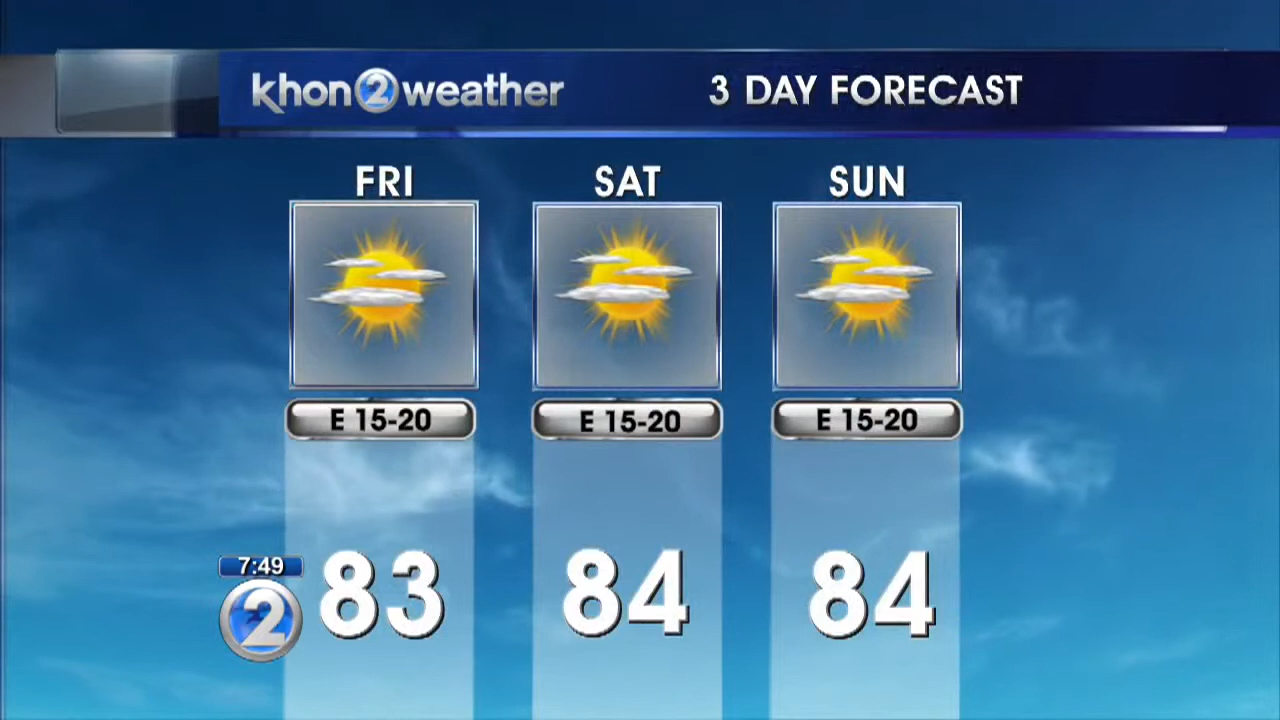 khon2weather
3 DAY FORECAST
FRI SAT SUN
E 15-20 E 15-20 E 15-20
7:49
2
83 84 84